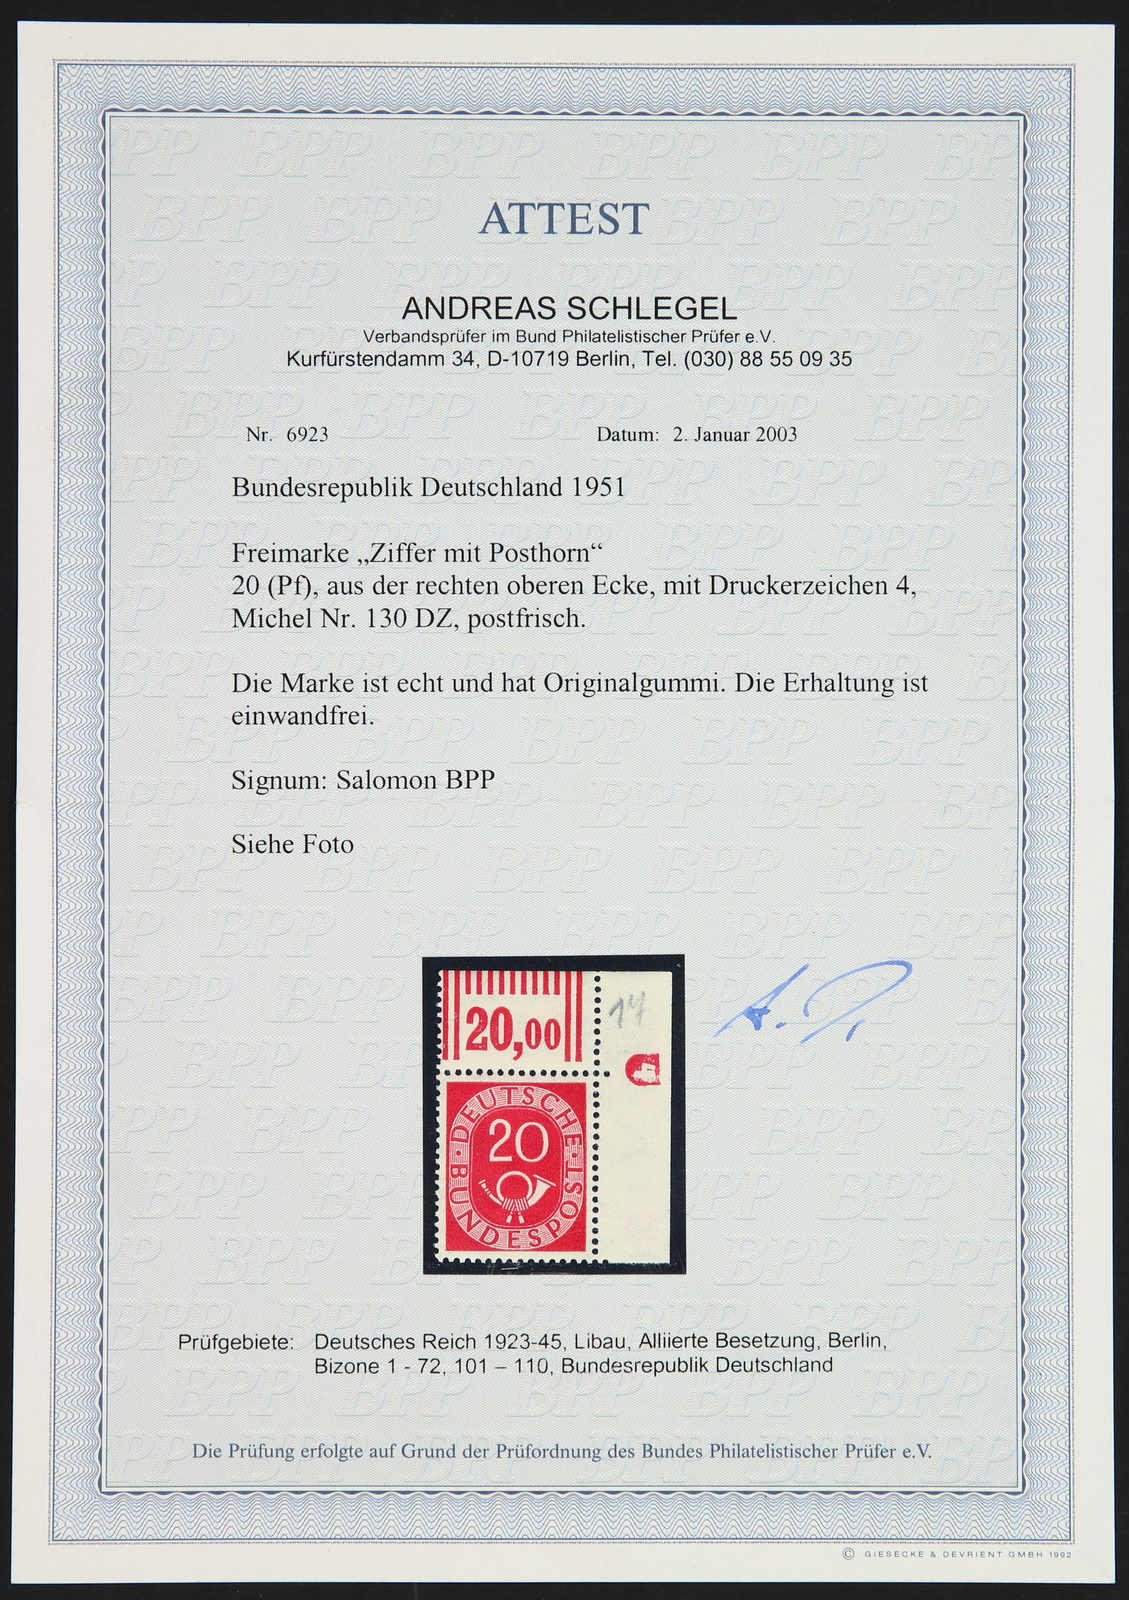 ATTEST
ANDREAS SCHLEGEL
Verbandsprüfer im Bund Philatelistischer Prüfer e.V.
Kurfürstendamm 34, D-10719 Berlin, Tel. (030) 88 55 09 35
Nr. 6923 Datum: 2. Januar 2003
Bundesrepublik Deutschland 1951
Freimarke „Ziffer mit Posthorn“
20 (Pf), aus der rechten oberen Ecke, mit Druckerzeichen 4,
Michel Nr. 130 DZ, postfrisch.
Die Marke ist echt und hat Originalgummi. Die Erhaltung ist
einwandfrei.
Signum: Salomon BPP
Siehe Foto
20,00
17
4
DEUTSCHE BUNDESPOST
20
Prüfgebiete: Deutsches Reich 1923-45, Libau, Alliierte Besetzung, Berlin,
Bizone 1 - 72, 101 – 110, Bundesrepublik Deutschland
Die Prüfung erfolgte auf Grund der Prüfordnung des Bundes Philatelistischer Prüfer e.V.
© GIESECKE & DEVRIENT GMBH 1992